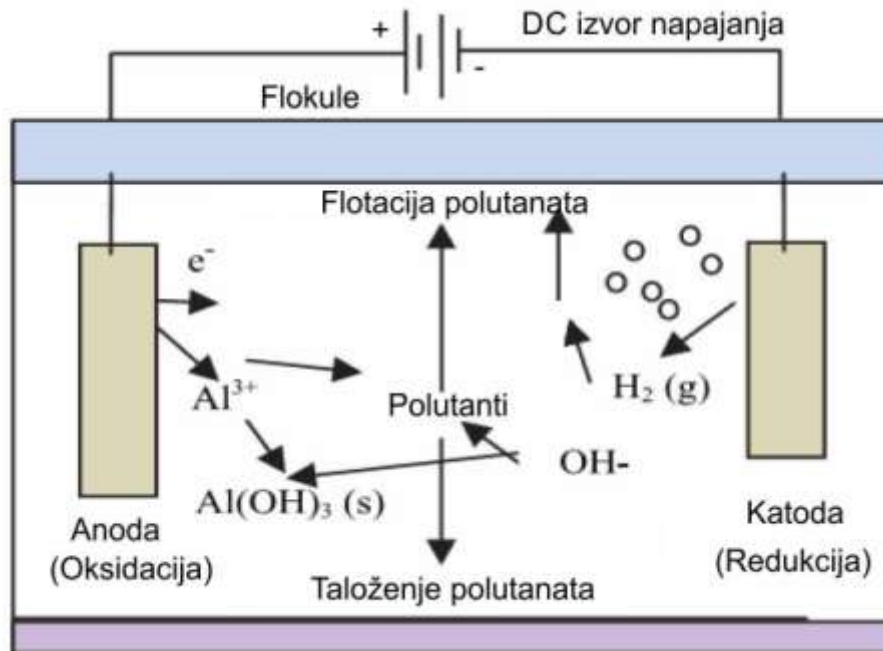 +
DC izvor napajanja
-
Flokule
Flotacija polutanata
e⁻
Al³⁺
H₂ (g)
Polutanti
OH-
Al(OH)₃ (s)
Anoda
(Oksidacija)
Katoda
(Redukcija)
Taloženje polutanata